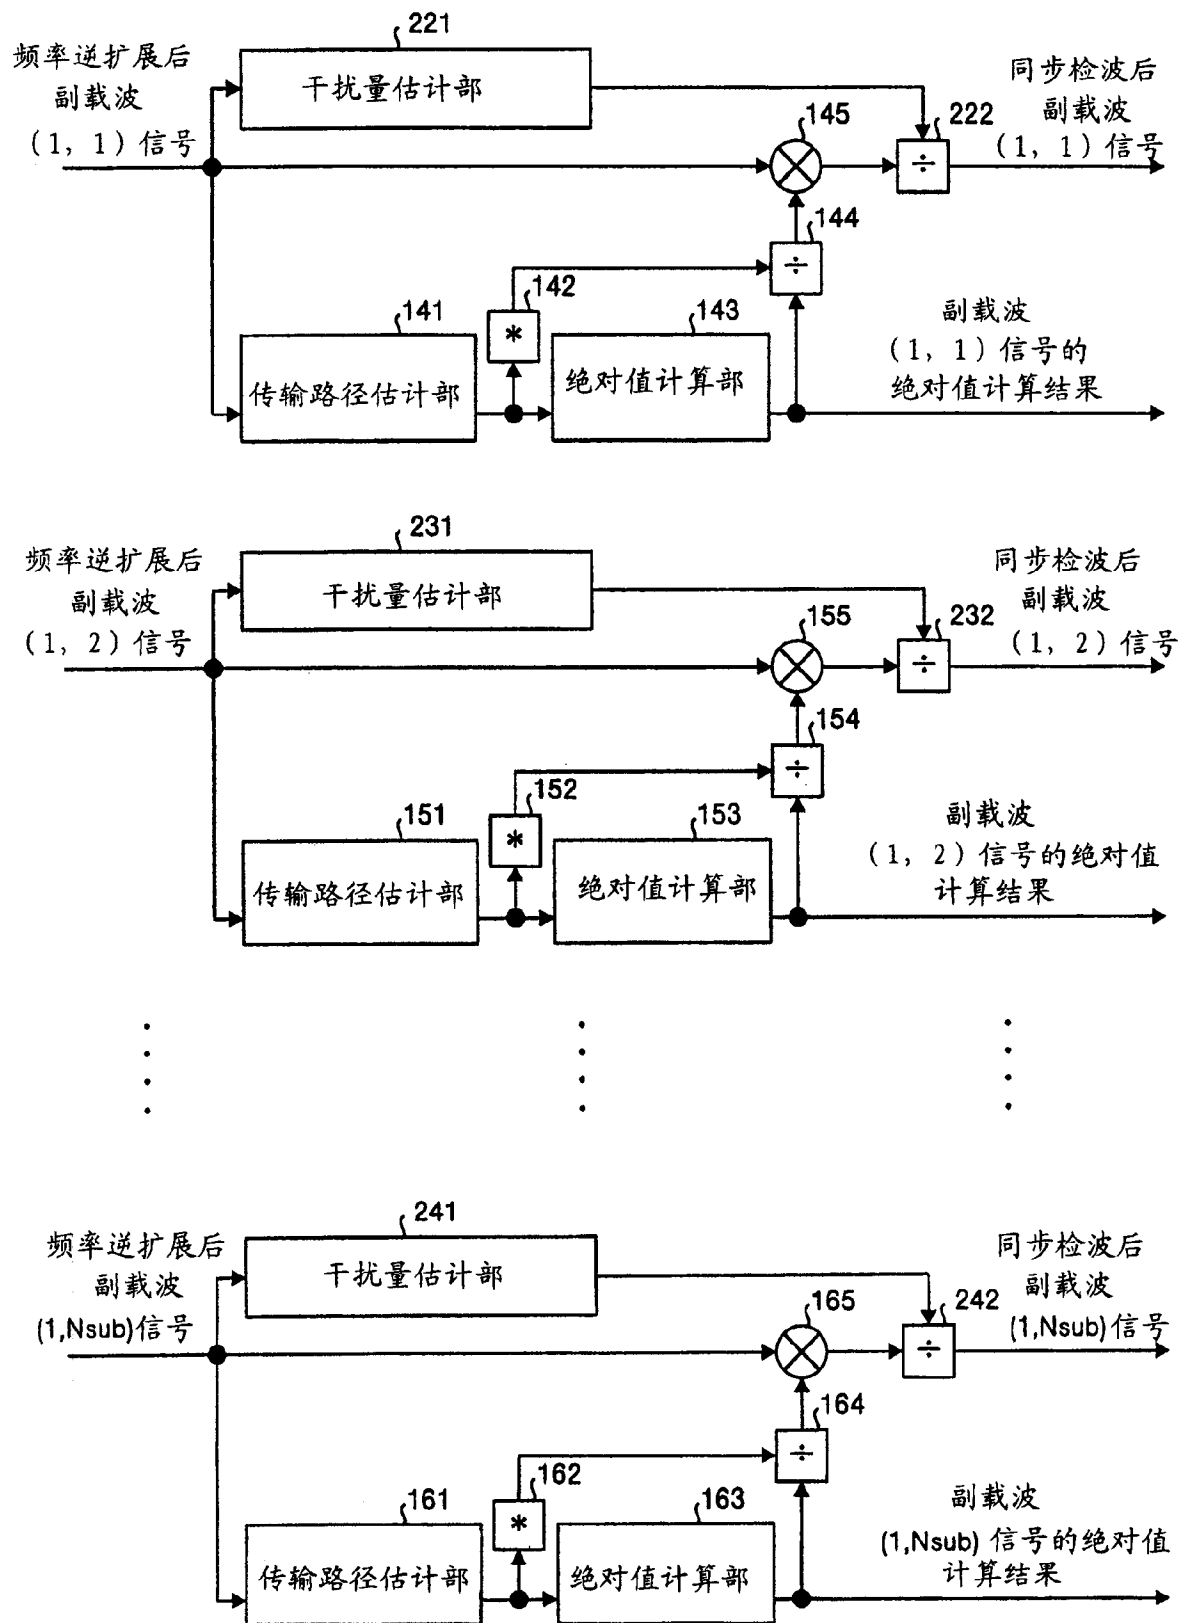 221
频率逆扩展后
副载波
（1，1）信号
干扰量估计部
同步检波后
副载波
（1，1）信号
145
222
÷
144
÷
142
*
141
传输路径估计部
143
绝对值计算部
副载波
（1，1）信号的
绝对值计算结果
231
频率逆扩展后
副载波
（1，2）信号
干扰量估计部
同步检波后
副载波
（1，2）信号
155
232
÷
154
÷
152
*
151
传输路径估计部
153
绝对值计算部
副载波
（1，2）信号的绝对值
计算结果
241
频率逆扩展后
副载波
(1,Nsub)信号
干扰量估计部
同步检波后
副载波
(1,Nsub)信号
165
242
÷
164
÷
162
*
161
传输路径估计部
163
绝对值计算部
副载波
(1,Nsub) 信号的绝对值
计算结果